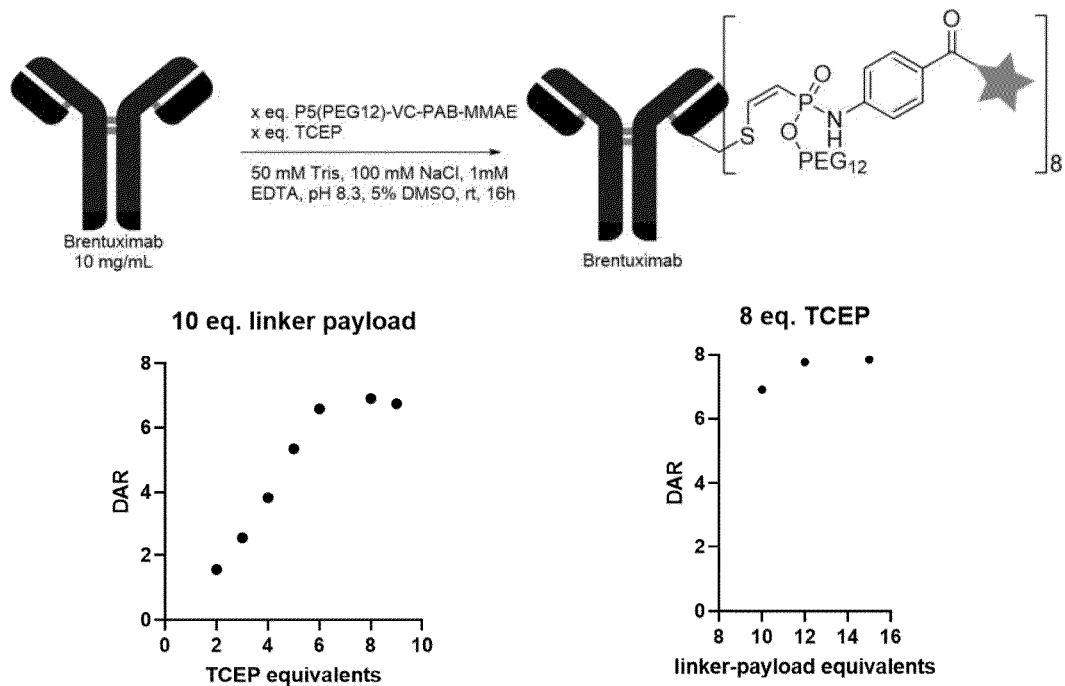 x eq. P5(PEG12)-VC-PAB-MMAE
x eq. TCEP
50 mM Tris, 100 mM NaCl, 1mM
EDTA, pH 8.3, 5% DMSO, rt, 16h
Brentuximab
10 mg/mL
O
O
P
S
N
H
O
PEG12
8
Brentuximab
10 eq. linker payload
8
6
4
2
0
DAR
0 2 4 6 8 10
TCEP equivalents
8 eq. TCEP
8
6
4
2
0
DAR
8 10 12 14 16
linker-payload equivalents